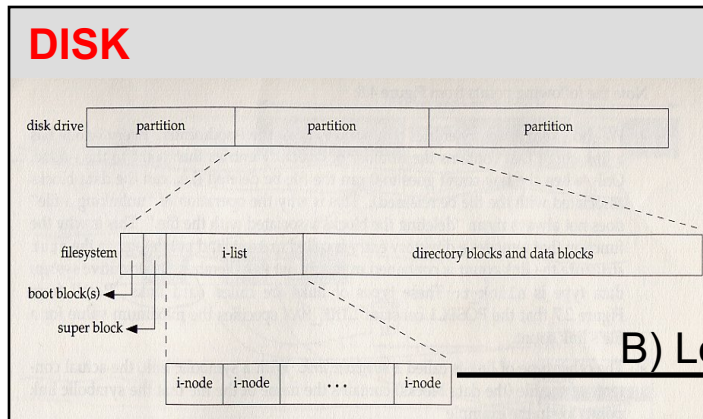 DISK
disk drive partition partition partition
filesystem i-list directory blocks and data blocks
boot block(s)
super block
B) Lo
i-node i-node ... i-node